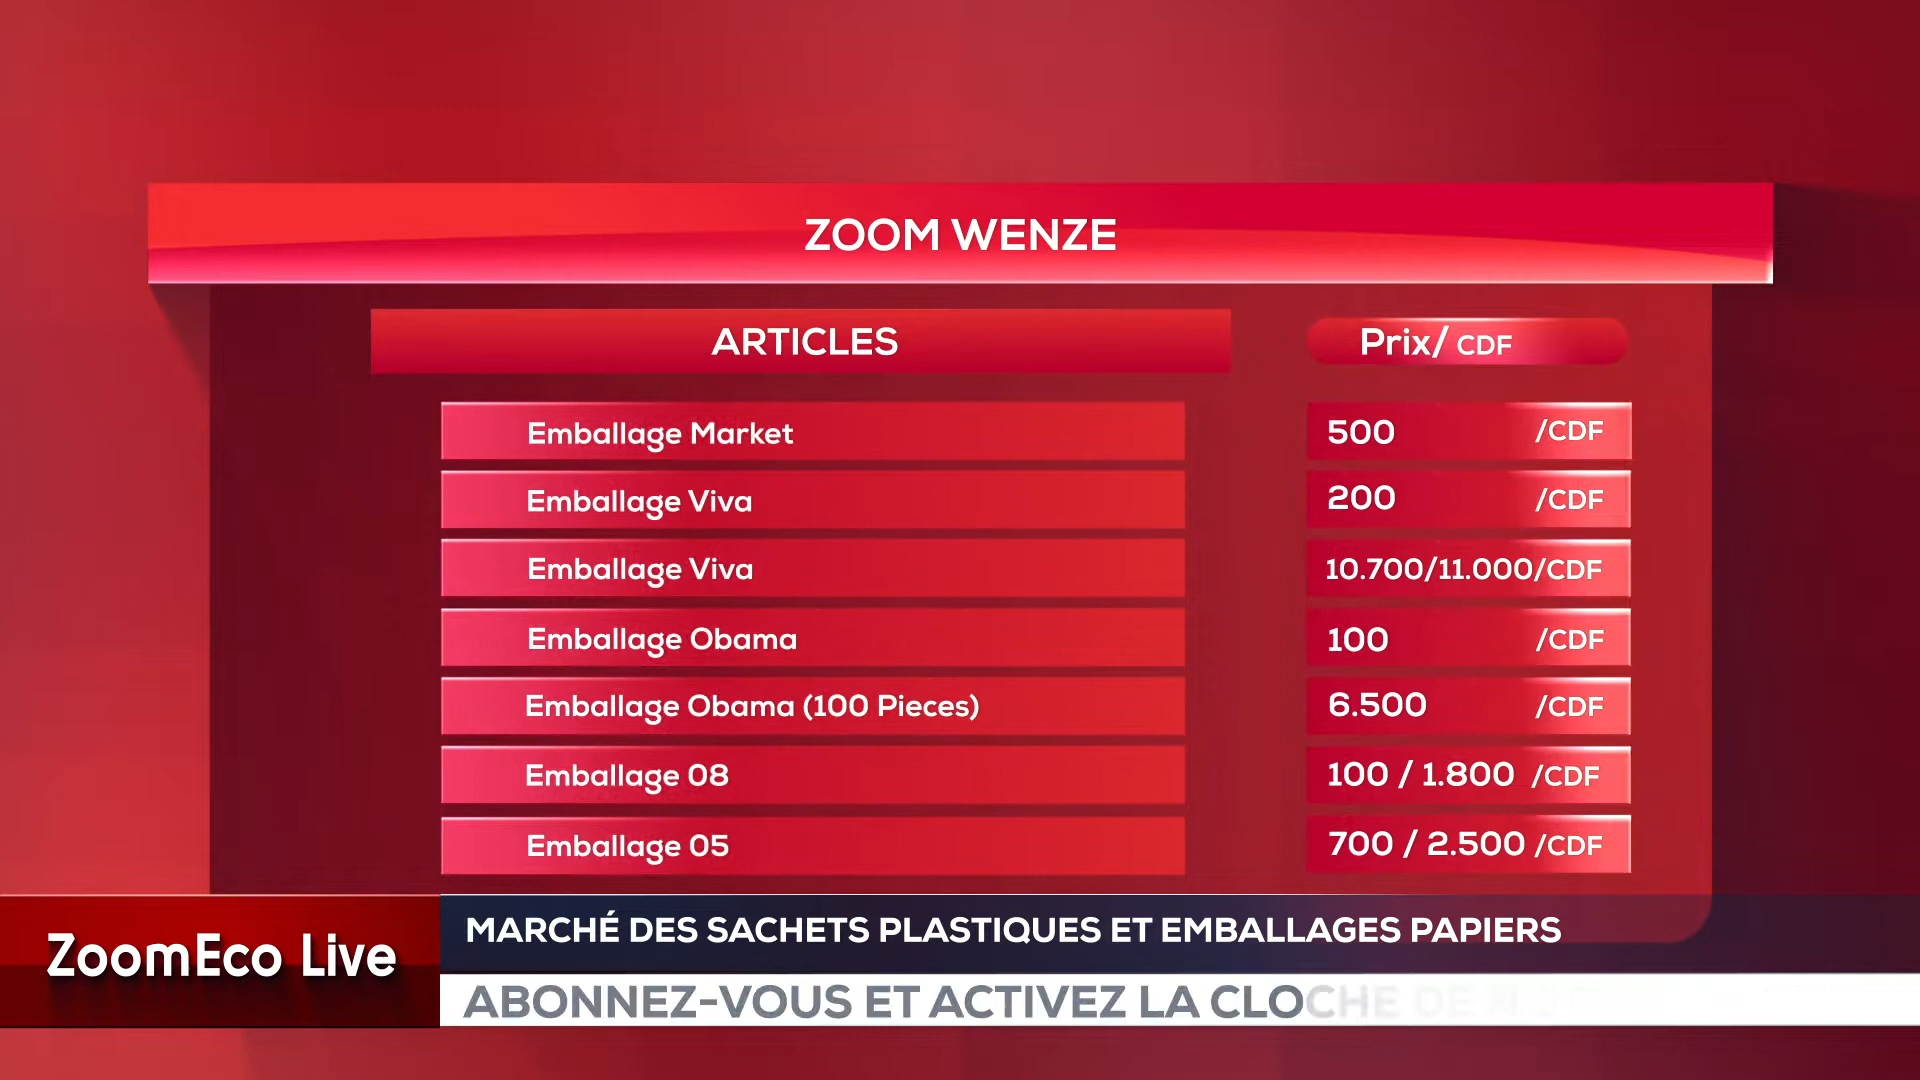 ZOOM WENZE
ARTICLES Prix/ CDF
Emballage Market 500 /CDF
Emballage Viva 200 /CDF
Emballage Viva 10.700/11.000/CDF
Emballage Obama 100 /CDF
Emballage Obama (100 Pieces) 6.500 /CDF
Emballage 08 100 / 1.800 /CDF
Emballage 05 700 / 2.500 /CDF
ZoomEco Live
MARCHÉ DES SACHETS PLASTIQUES ET EMBALLAGES PAPIERS
ABONNEZ-VOUS ET ACTIVEZ LA CLOCHE DE